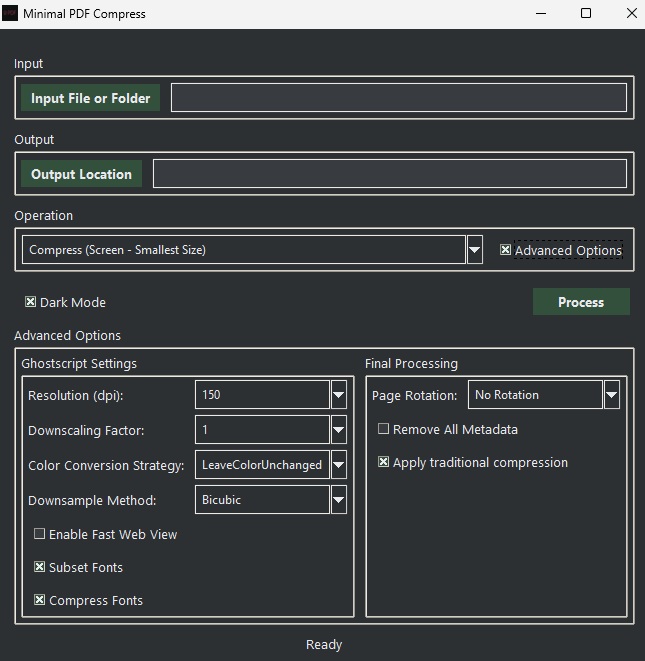 Minimal PDF Compress
Input
Input File or Folder
Output
Output Location
Operation
Compress (Screen - Smallest Size)
Advanced Options
Dark Mode
Process
Advanced Options
Ghostscript Settings
Resolution (dpi): 150
Downscaling Factor: 1
Color Conversion Strategy: LeaveColorUnchanged
Downsample Method: Bicubic
Enable Fast Web View
Subset Fonts
Compress Fonts
Final Processing
Page Rotation: No Rotation
Remove All Metadata
Apply traditional compression
Ready